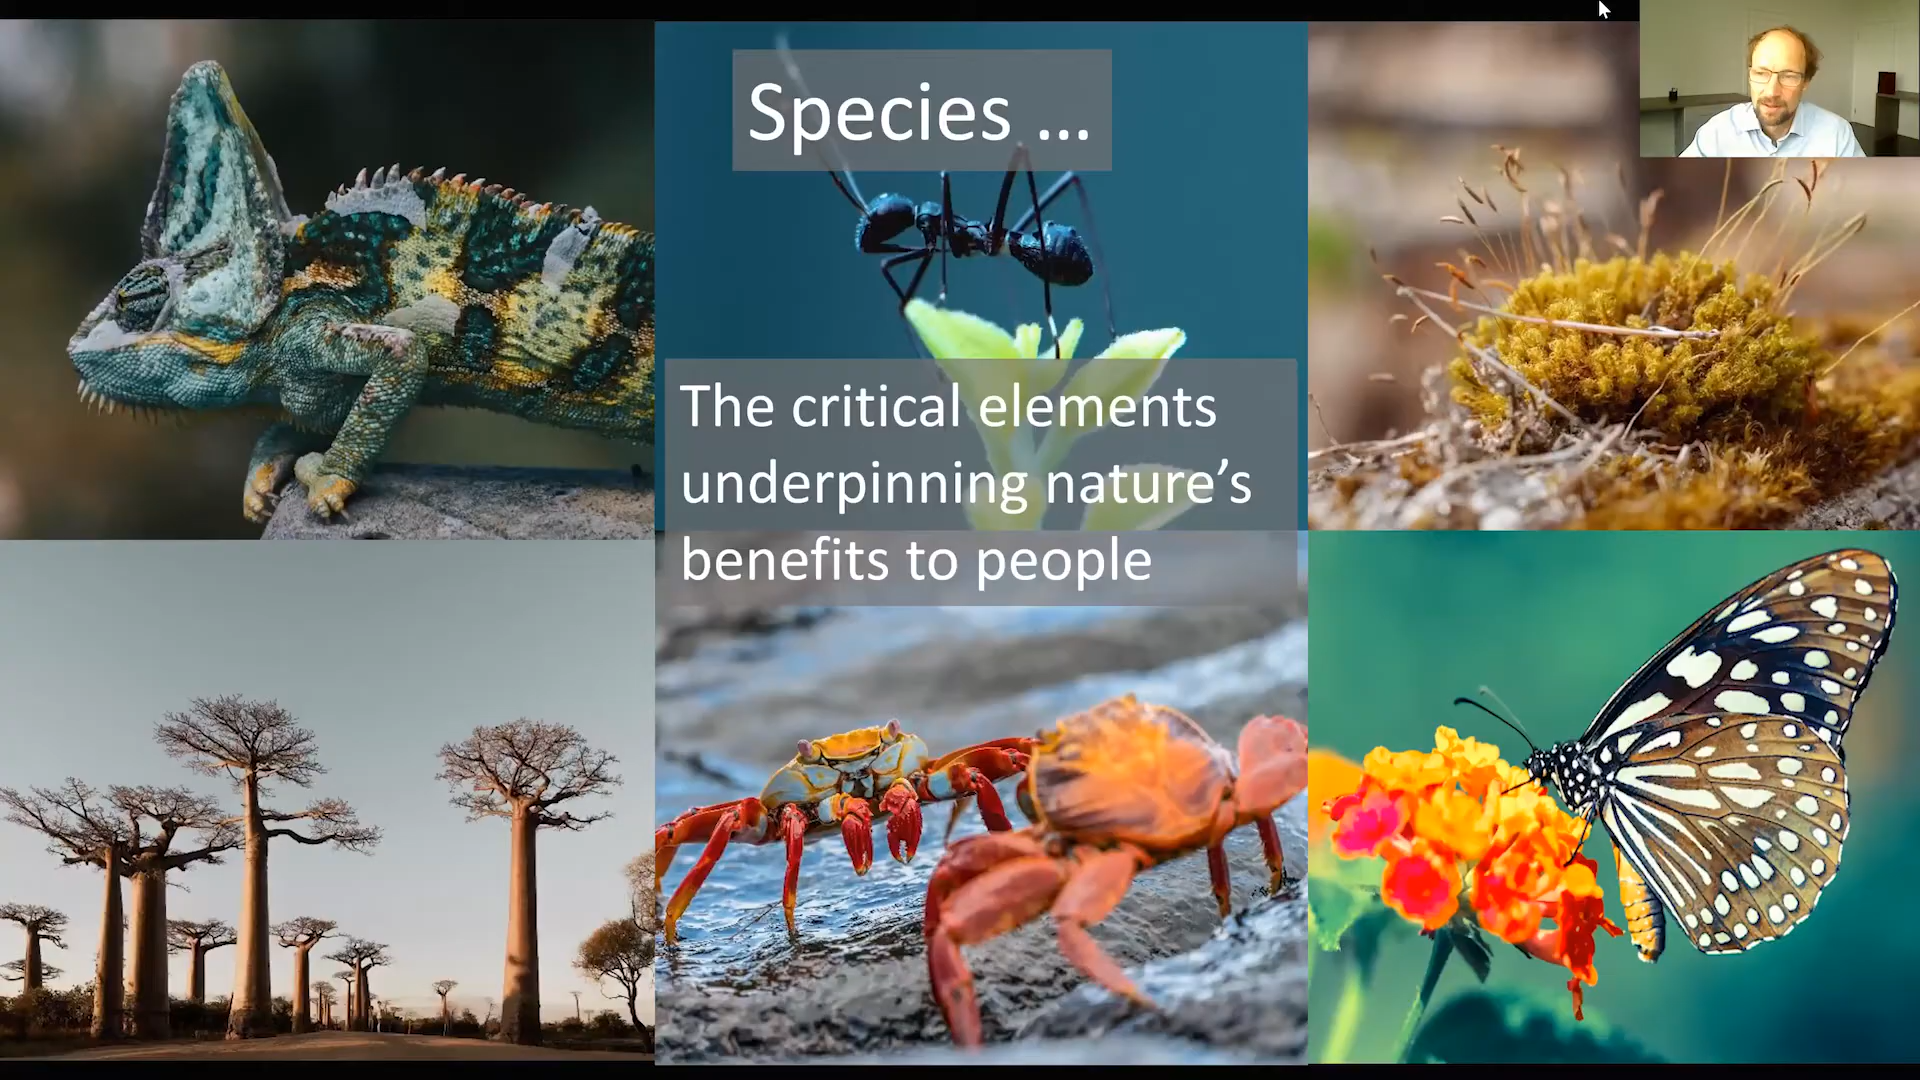 Species ...
The critical elements
underpinning nature’s
benefits to people